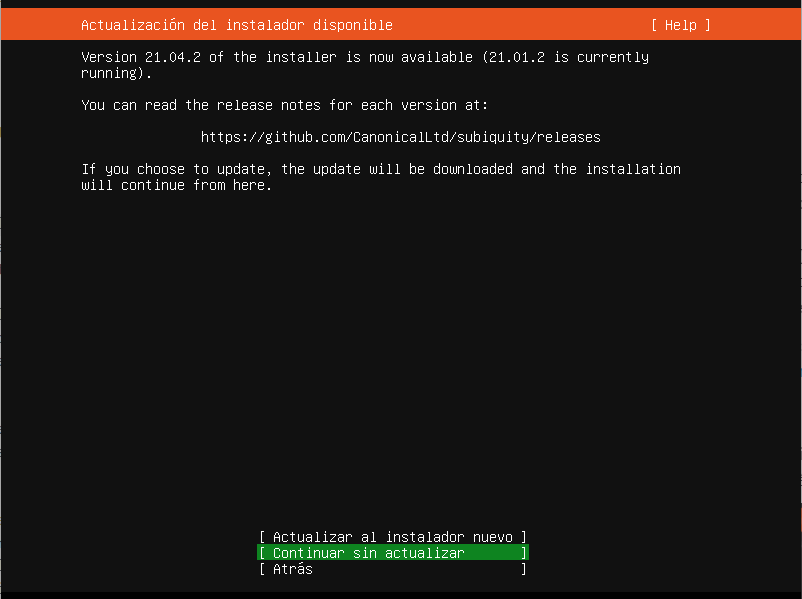 Actualización del instalador disponible [ Help ]
Version 21.04.2 of the installer is now available (21.01.2 is currently
running).
You can read the release notes for each version at:
https://github.com/CanonicalLtd/subiquity/releases
If you choose to update, the update will be downloaded and the installation
will continue from here.
[ Actualizar al instalador nuevo ]
[ Continuar sin actualizar ]
[ Atrás ]